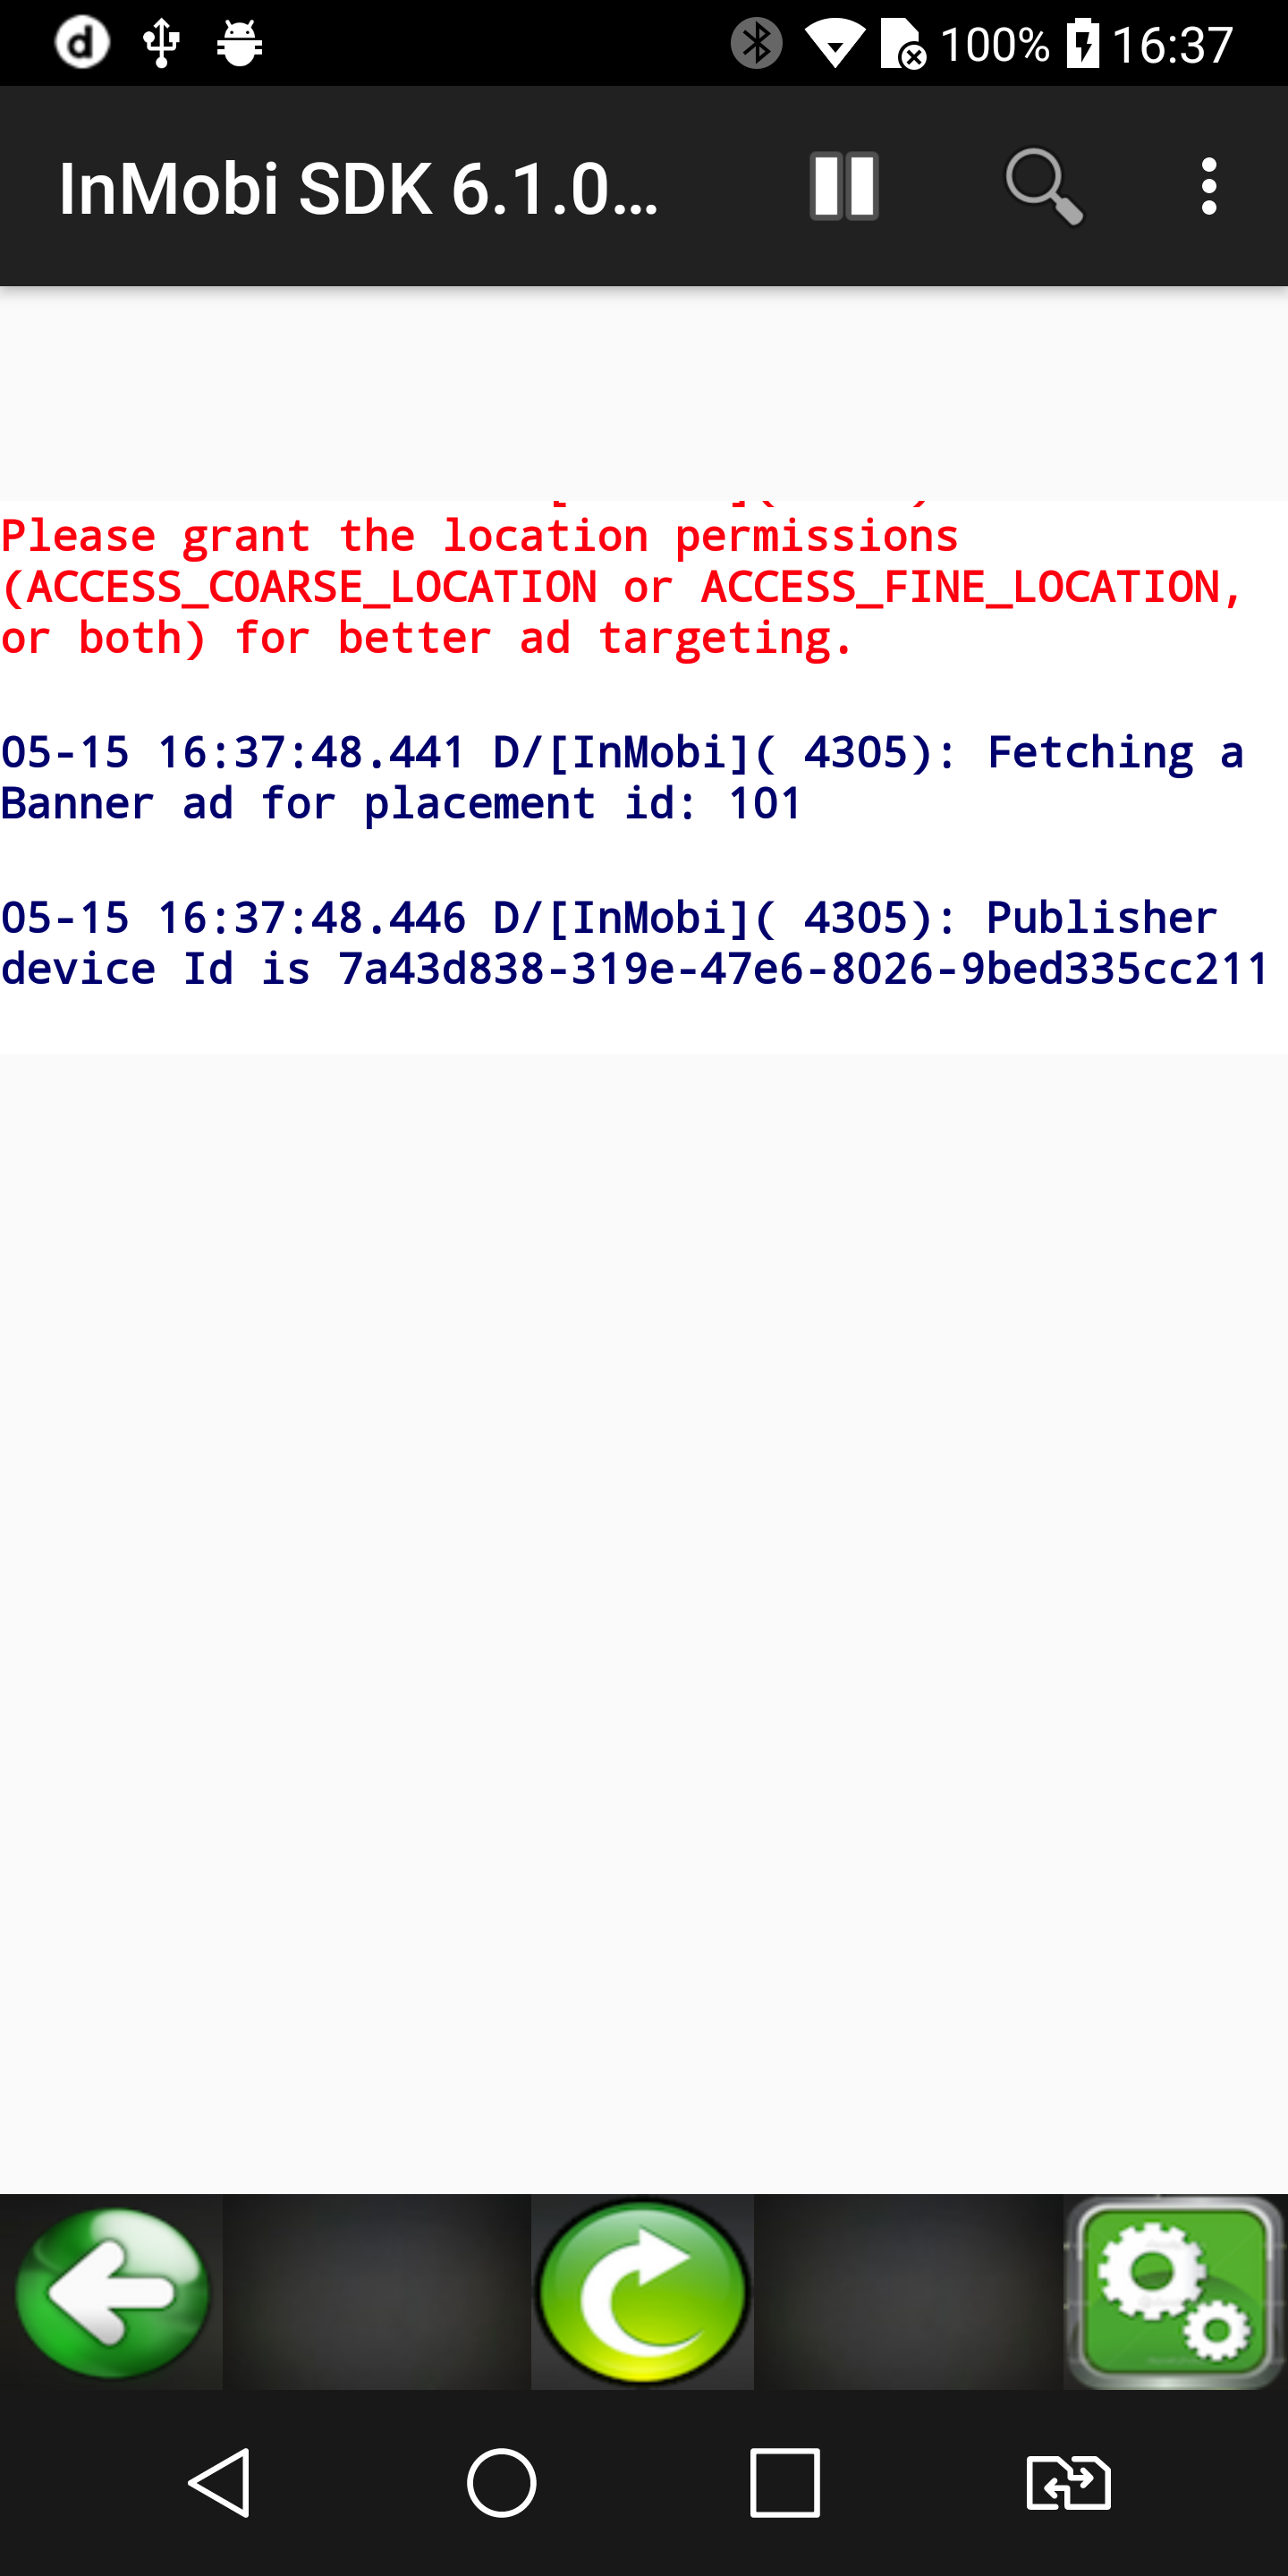 100% 16:37
InMobi SDK 6.1.0...
Please grant the location permissions
(ACCESS_COARSE_LOCATION or ACCESS_FINE_LOCATION,
or both) for better ad targeting.
05-15 16:37:48.441 D/[InMobi]( 4305): Fetching a
Banner ad for placement id: 101
05-15 16:37:48.446 D/[InMobi]( 4305): Publisher
device Id is 7a43d838-319e-47e6-8026-9bed335cc211